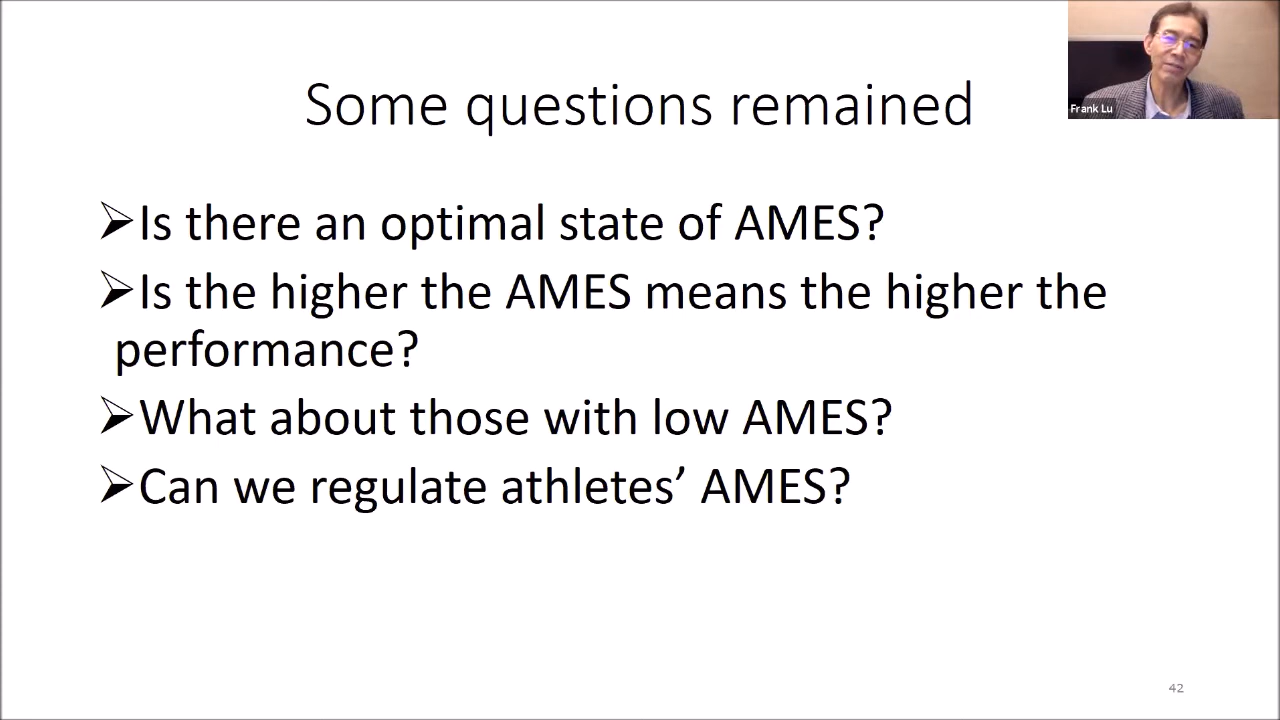 Some questions remained
Frank Lu
➢Is there an optimal state of AMES?
➢Is the higher the AMES means the higher the
performance?
➢What about those with low AMES?
➢Can we regulate athletes’ AMES?
42